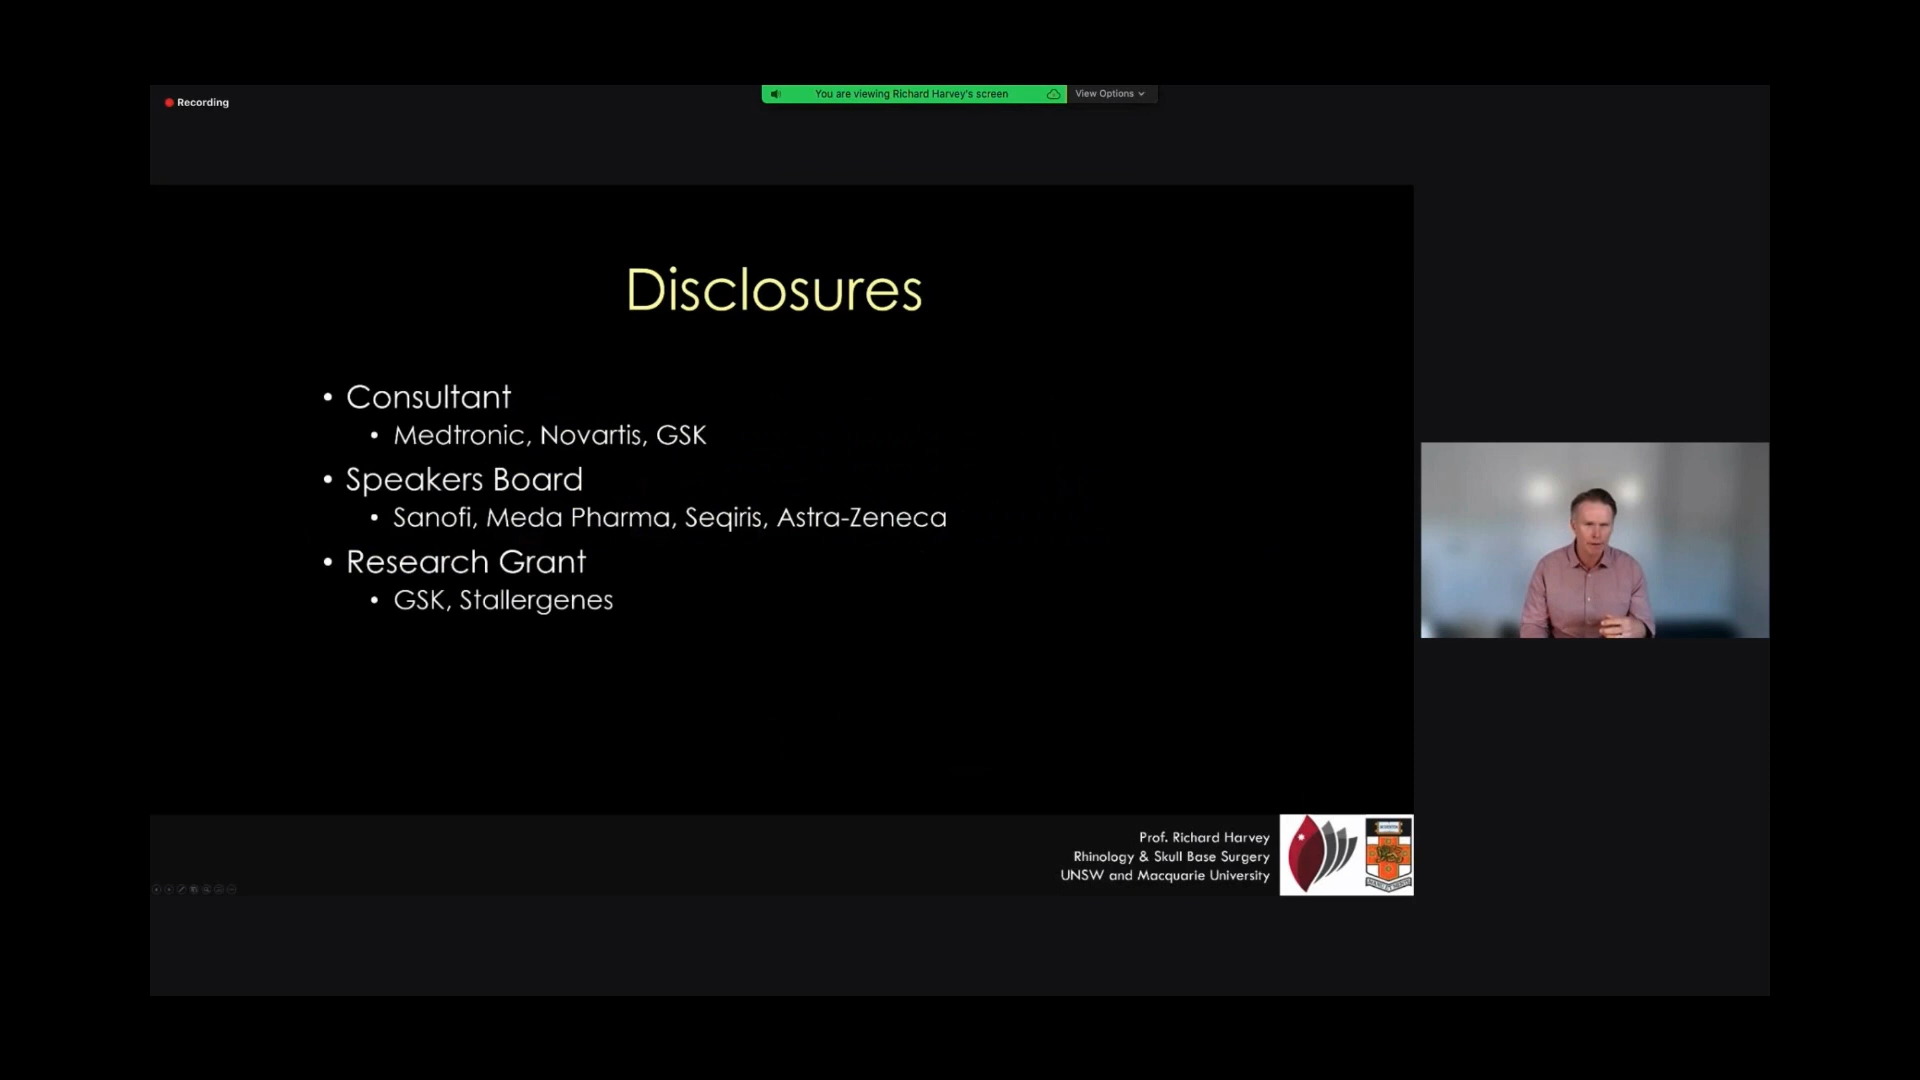 Recording
You are viewing Richard Harvey's screen
View Options
Disclosures
• Consultant
• Medtronic, Novartis, GSK
• Speakers Board
• Sanofi, Meda Pharma, Seqiris, Astra-Zeneca
• Research Grant
• GSK, Stallergenes
Prof. Richard Harvey
Rhinology & Skull Base Surgery
UNSW and Macquarie University